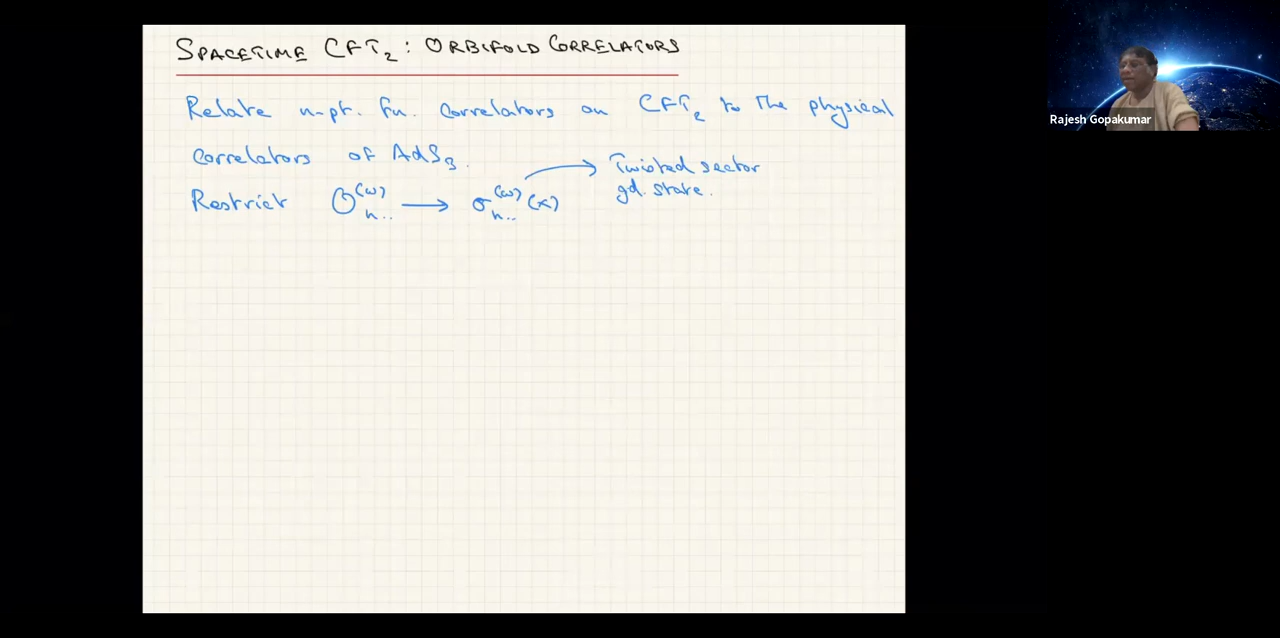 SPACETIME CFT₂ : ORBIFOLD CORRELATORS
Relate n-pt. fn. correlators on CFT₂ to the physical
correlators of AdS₃.
Restrict O^{(w)}_{h..} → σ^{(w)}_{h..}(x)
Twisted sector
gd. state.
Rajesh Gopakumar